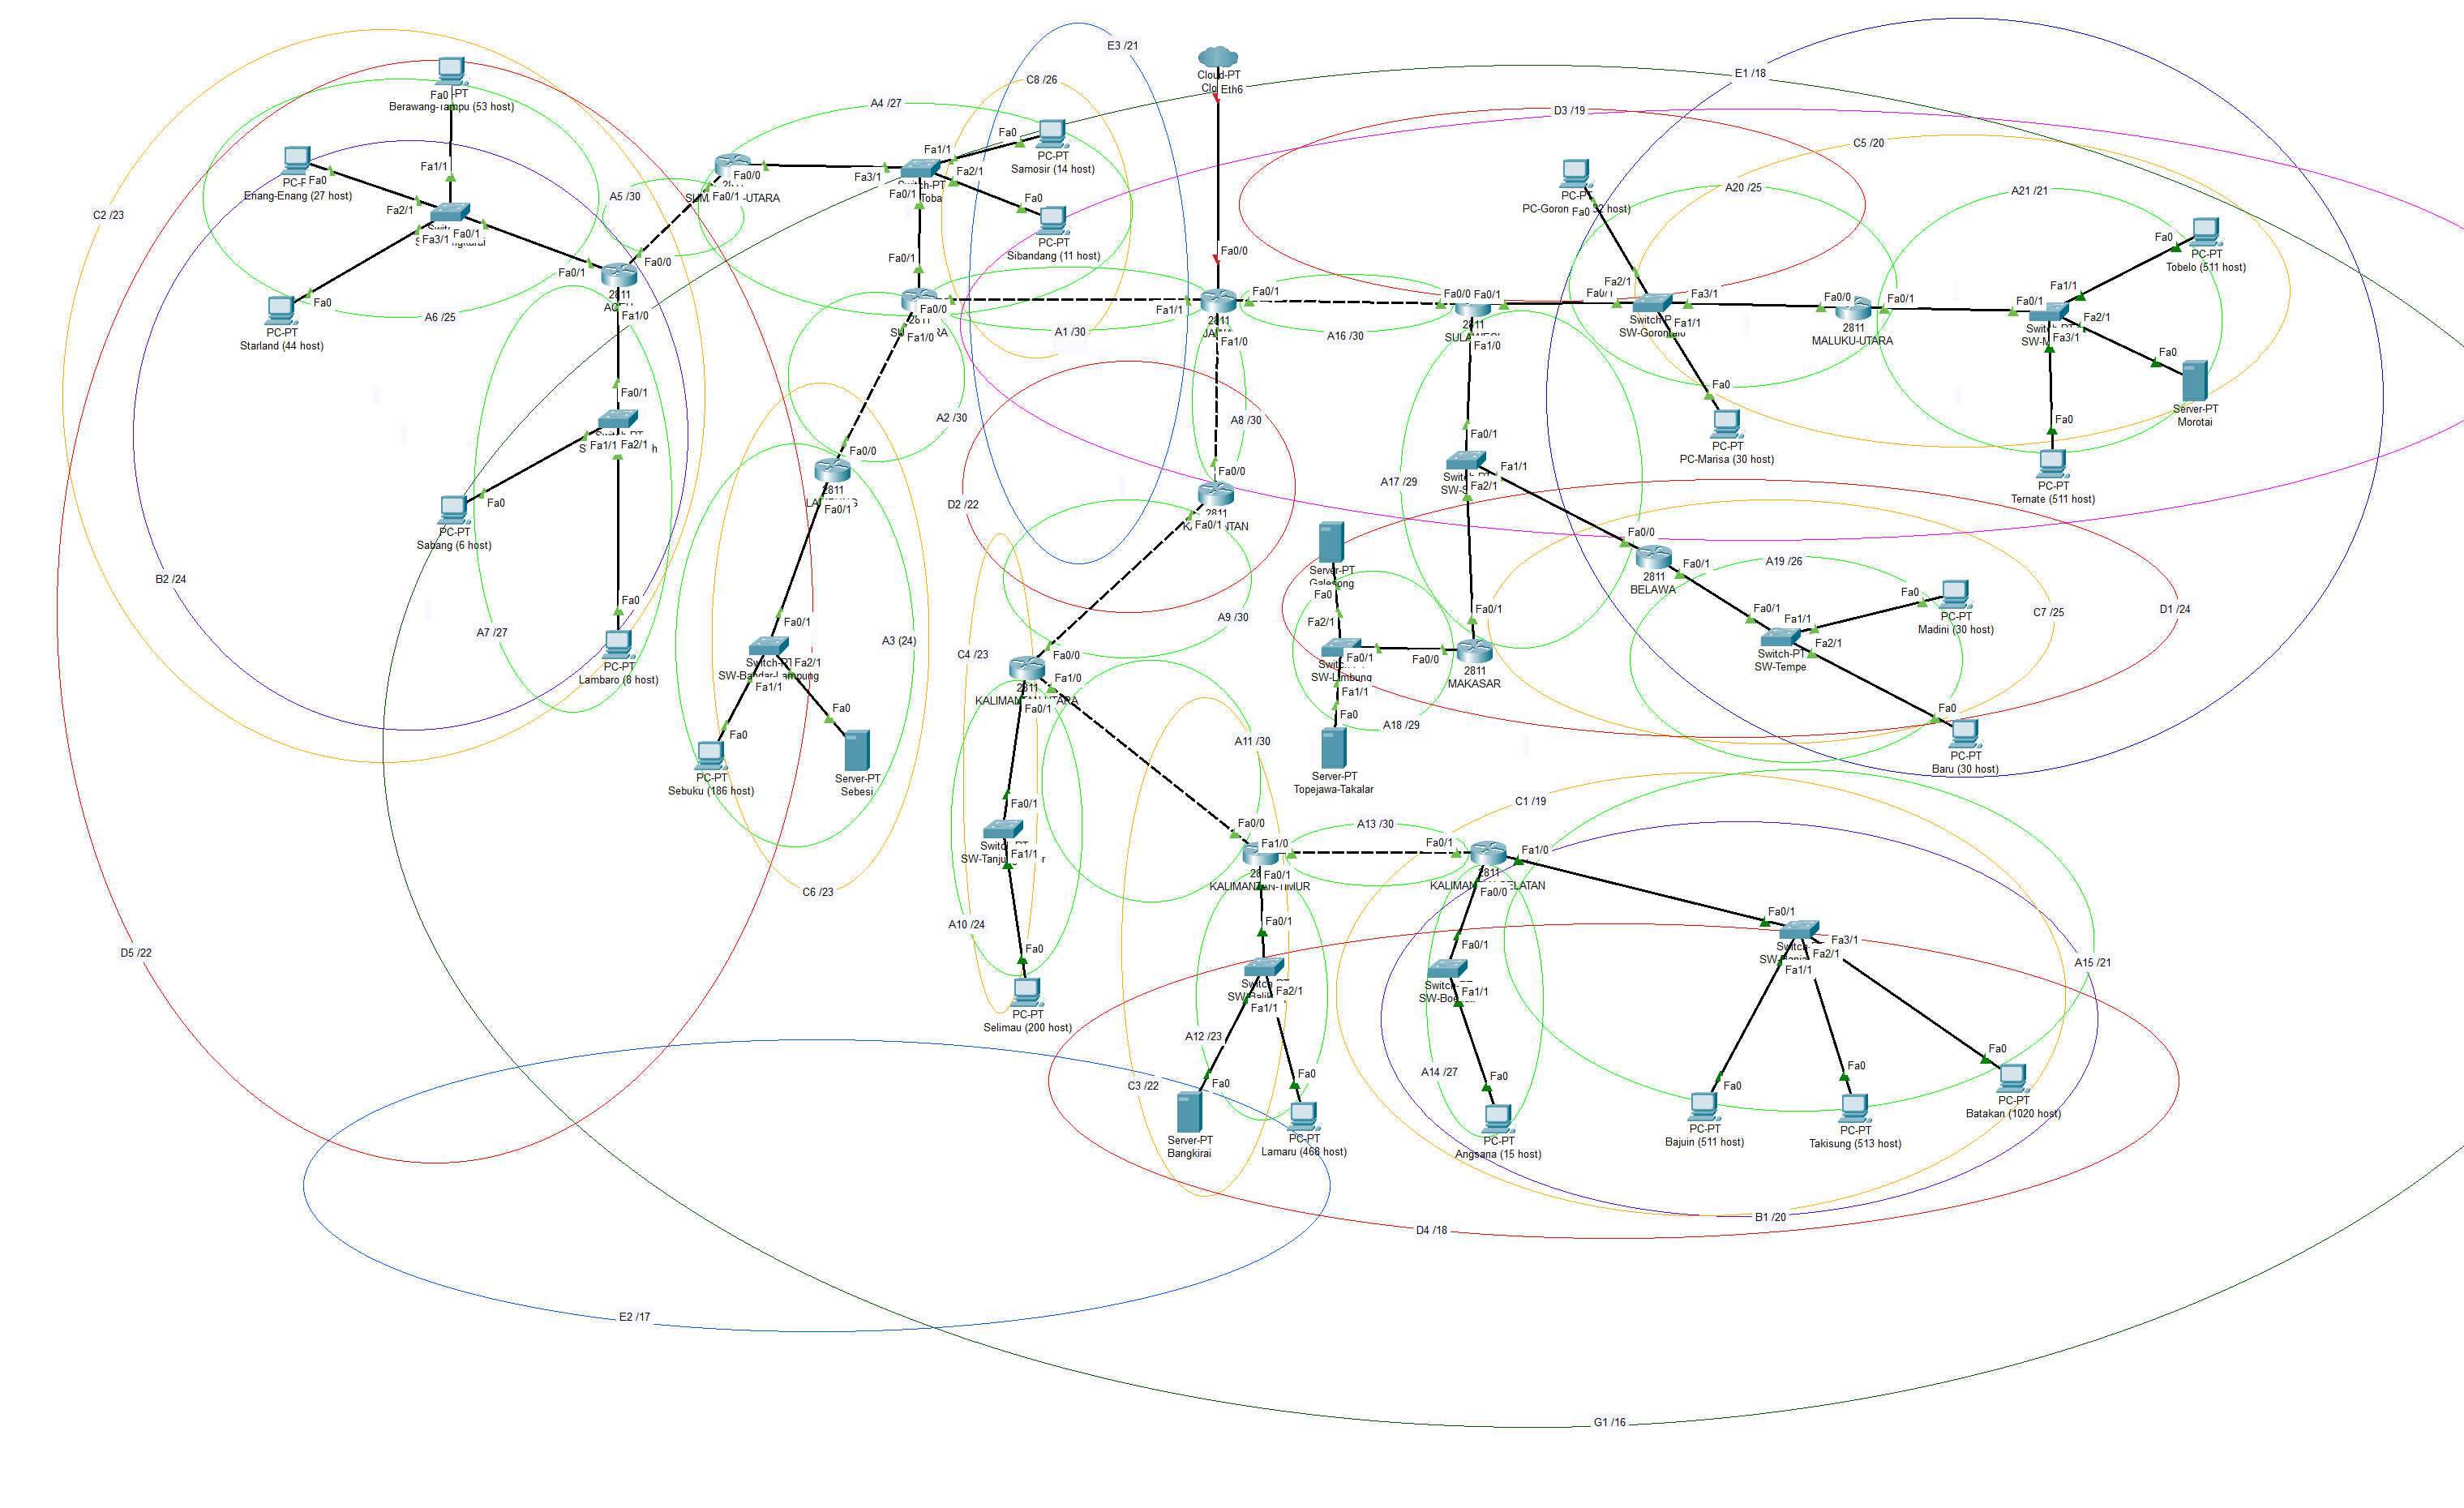 E3 /21
C8 /26
Cloud-PT
Eth6
E1 /18
D3 /19
C5 /20
A4 /27
Fa0
Berawang-Tampu (53 host)
Fa1/1
Fa0
Enang-Enang (27 host)
Fa2/1
Fa3/1
Fa0/1
C2 /23
A5 /30
Fa0/1
Fa0/0
Fa0/1
Fa0/0
2811
Fa1/0
Fa0
PC-PT
Starland (44 host)
A6 /25
Fa3/1
Fa1/1
Fa2/1
Fa0/1
Fa0
PC-PT
Samosir (14 host)
Fa0
PC-PT
Sibandang (11 host)
Fa0/1
Fa0/0
Fa1/0
A1 /30
Fa1/1
Fa0/0
Fa0/1
Fa1/0
A16 /30
Fa0/0
Fa0/1
2811
Fa1/0
Fa0
A20 /25
Fa0/1
Fa2/1
Fa3/1
Fa1/1
SW-Gorontalo
Fa0
PC-PT
PC-Marisa (30 host)
Fa0/0
Fa0/1
2811
MALUKU-UTARA
A21 /21
Fa0/1
Fa1/1
Fa2/1
Fa3/1
Fa0
PC-PT
Tobelo (511 host)
Fa0
Server-PT
Morotai
Fa0
PC-PT
Ternate (511 host)
Fa0/1
Fa1/1
Fa2/1
Fa0
PC-PT
Sabang (6 host)
Fa0
PC-PT
Lambaro (8 host)
B2 /24
A7 /27
A2 /30
Fa0/0
2811
Fa0/1
A8 /30
Fa0/0
2811
Fa0/1
D2 /22
A9 /30
A3 (24)
C4 /23
Fa0/1
Switch-PT
SW-Bandar-Lampung
Fa2/1
Fa1/1
Fa0
PC-PT
Sebuku (186 host)
Fa0
Server-PT
Sebesi
C6 /23
D5 /22
Fa0/0
2811
KALIMANTAN-UTARA
Fa1/0
Fa0/1
A11 /30
Fa0/1
Fa1/1
A10 /24
Fa0
PC-PT
Selimau (200 host)
A17 /29
Fa0/1
Fa1/1
Fa2/1
Fa0/0
Fa0/1
2811
BELAWA
A19 /26
C7 /25
D1 /24
Server-PT
Galesong
Fa0
Fa2/1
Fa0/1
SW-Limbung
Fa1/1
Fa0
Fa0/0
Fa0/1
2811
MAKASAR
A18 /29
Server-PT
Topejawa-Takalar
Fa0/1
Fa1/1
Fa2/1
Switch-PT
SW-Tempe
Fa0
PC-PT
Madini (30 host)
Fa0
PC-PT
Baru (30 host)
C1 /19
A13 /30
Fa0/0
Fa1/0
Fa0/1
KALIMANTAN-TIMUR
Fa0/1
Fa1/0
2811
Fa0/0
KALIMANTAN-SELATAN
Fa0/1
Fa2/1
Fa1/1
A12 /23
C3 /22
Fa0
Server-PT
Bangkirai
Fa0
PC-PT
Lamaru (468 host)
Fa0/1
Fa1/1
A14 /27
Fa0
PC-PT
Angsana (15 host)
Fa0/1
Fa3/1
Fa2/1
Fa1/1
A15 /21
Fa0
PC-PT
Bajuin (511 host)
Fa0
PC-PT
Takisung (513 host)
Fa0
PC-PT
Batakan (1020 host)
B1 /20
D4 /18
E2 /17
G1 /16